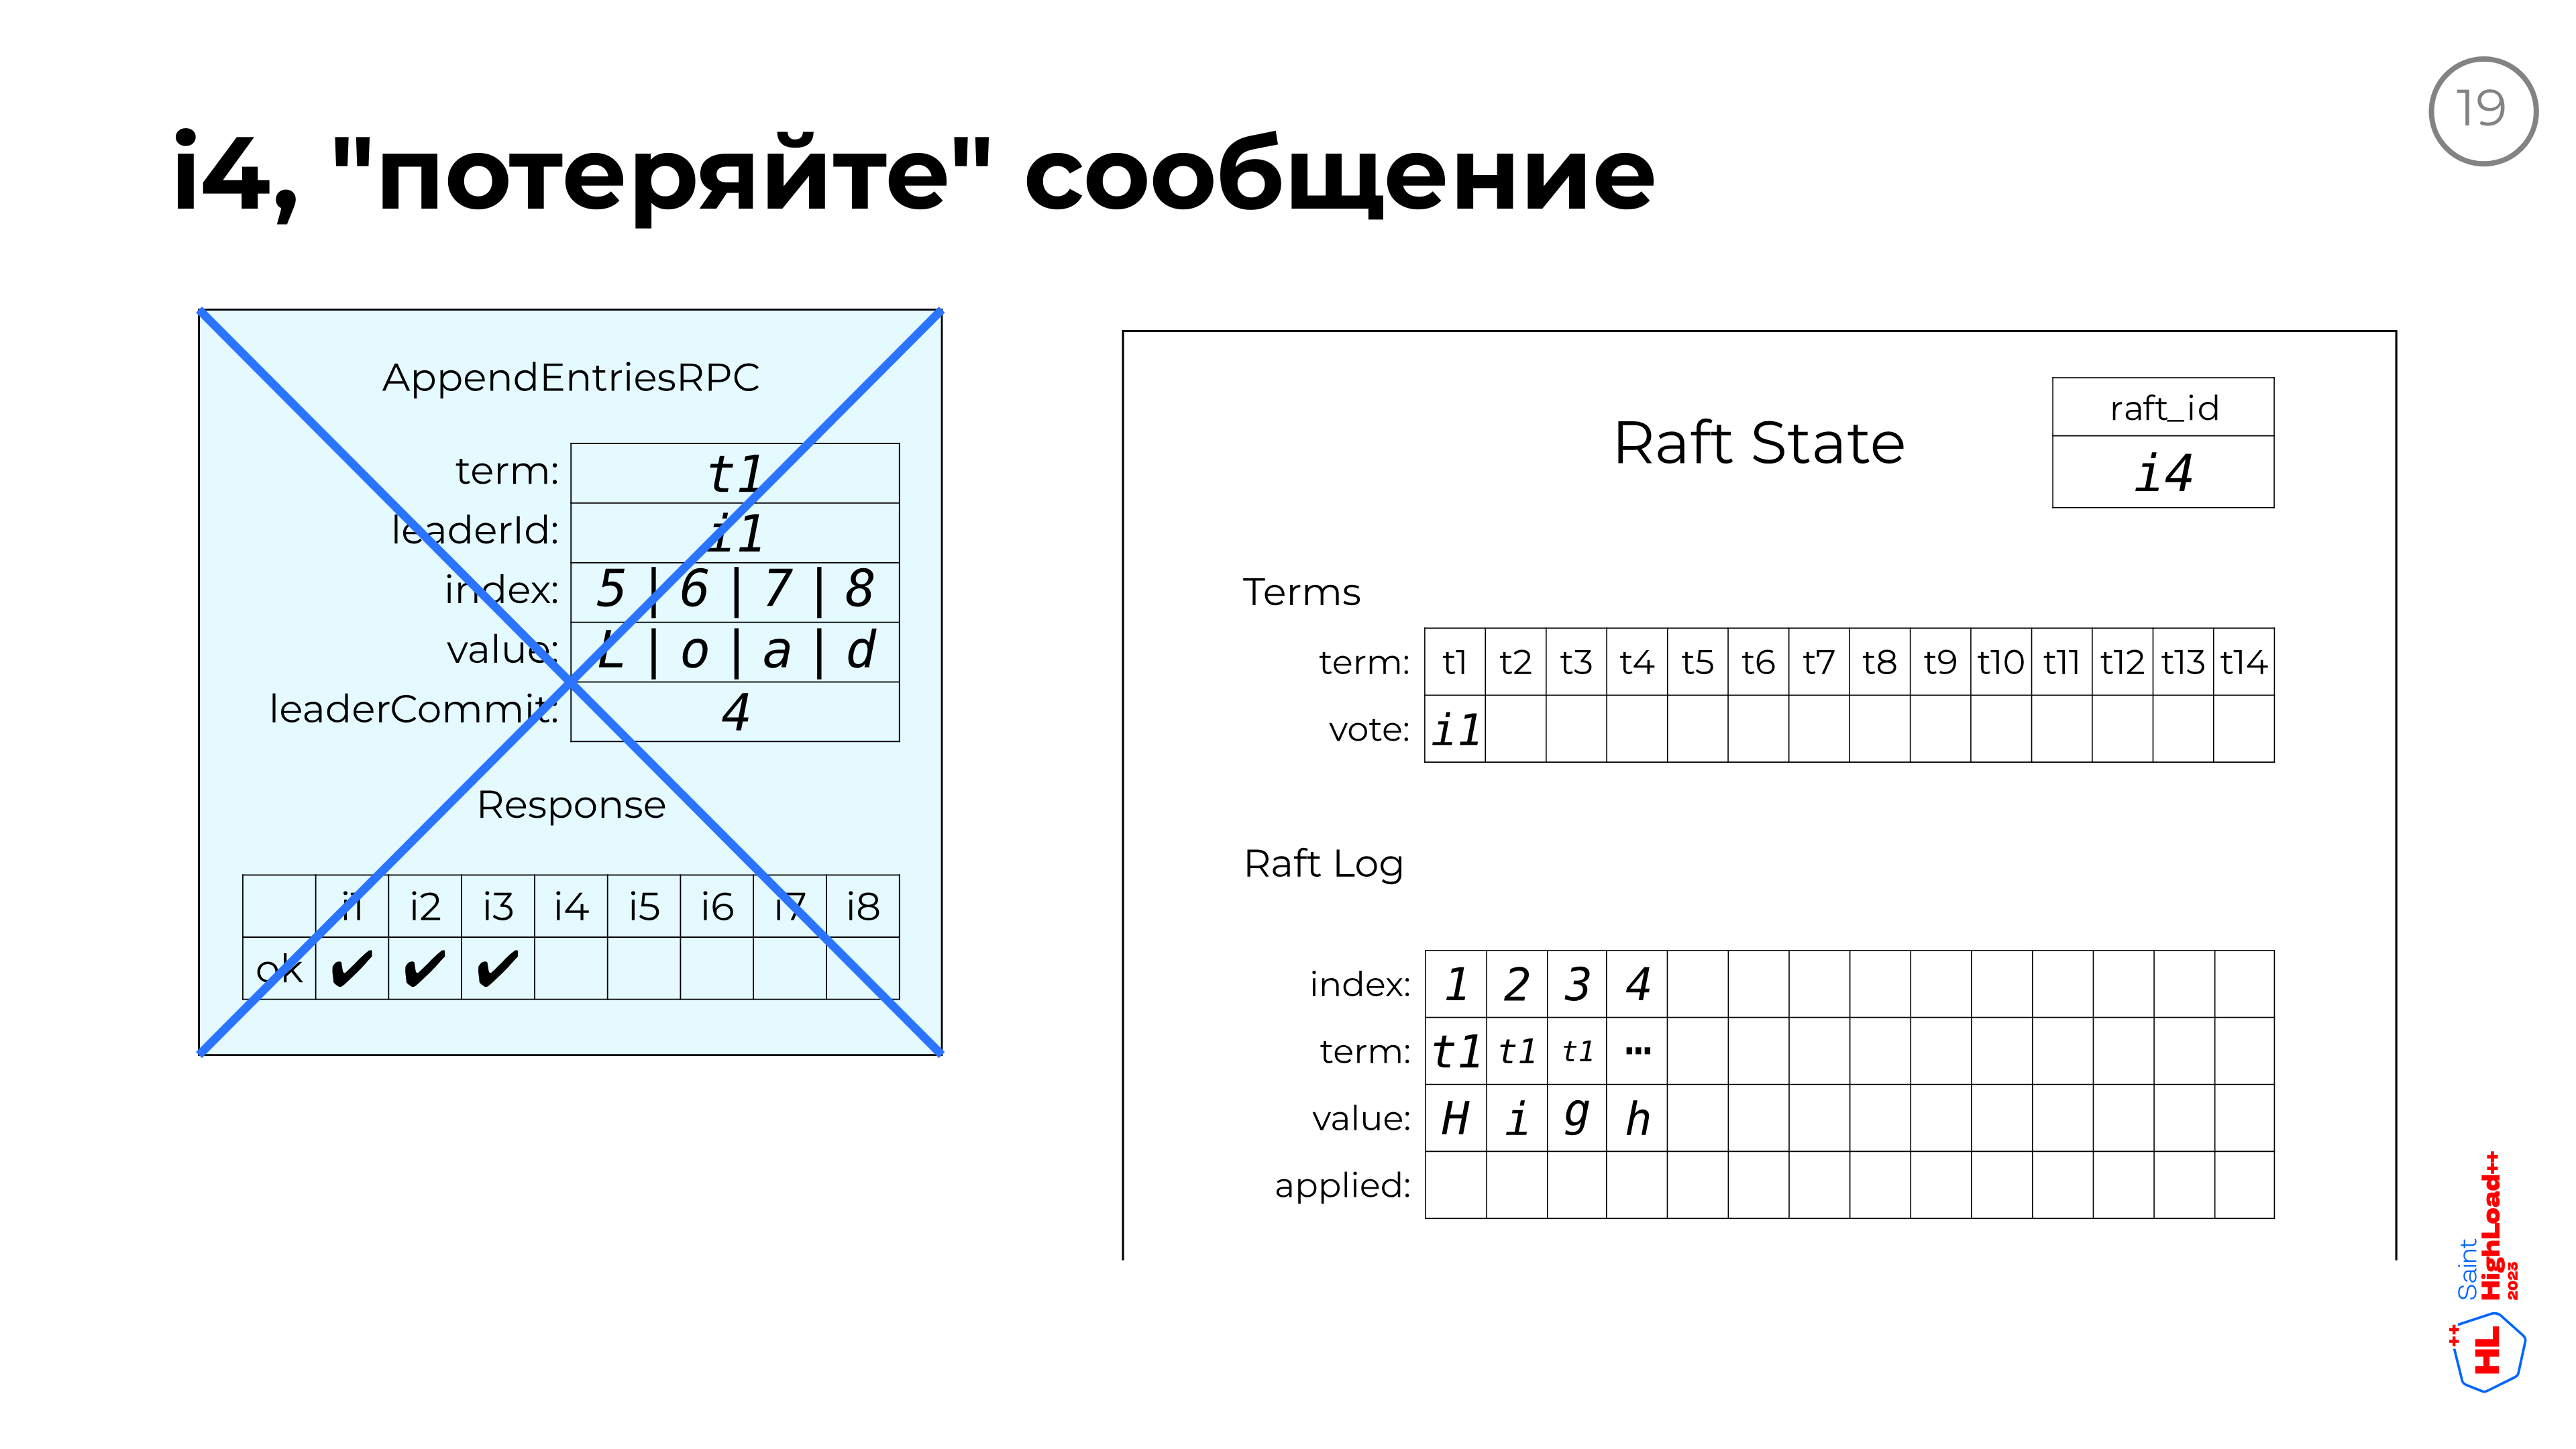 19
i4, "потеряйте" сообщение
AppendEntriesRPC
term: t1
leaderId: i1
index: 5 | 6 | 7 | 8
value: L | o | a | d
leaderCommit: 4
Response
i1 i2 i3 i4 i5 i6 i7 i8
ok ✔ ✔ ✔
Raft State
raft_id
i4
Terms
term: t1 t2 t3 t4 t5 t6 t7 t8 t9 t10 t11 t12 t13 t14
vote: i1
Raft Log
index: 1 2 3 4
term: t1 t1 t1 …
value: H i g h
applied:
Saint
HighLoad++
2023
HL++